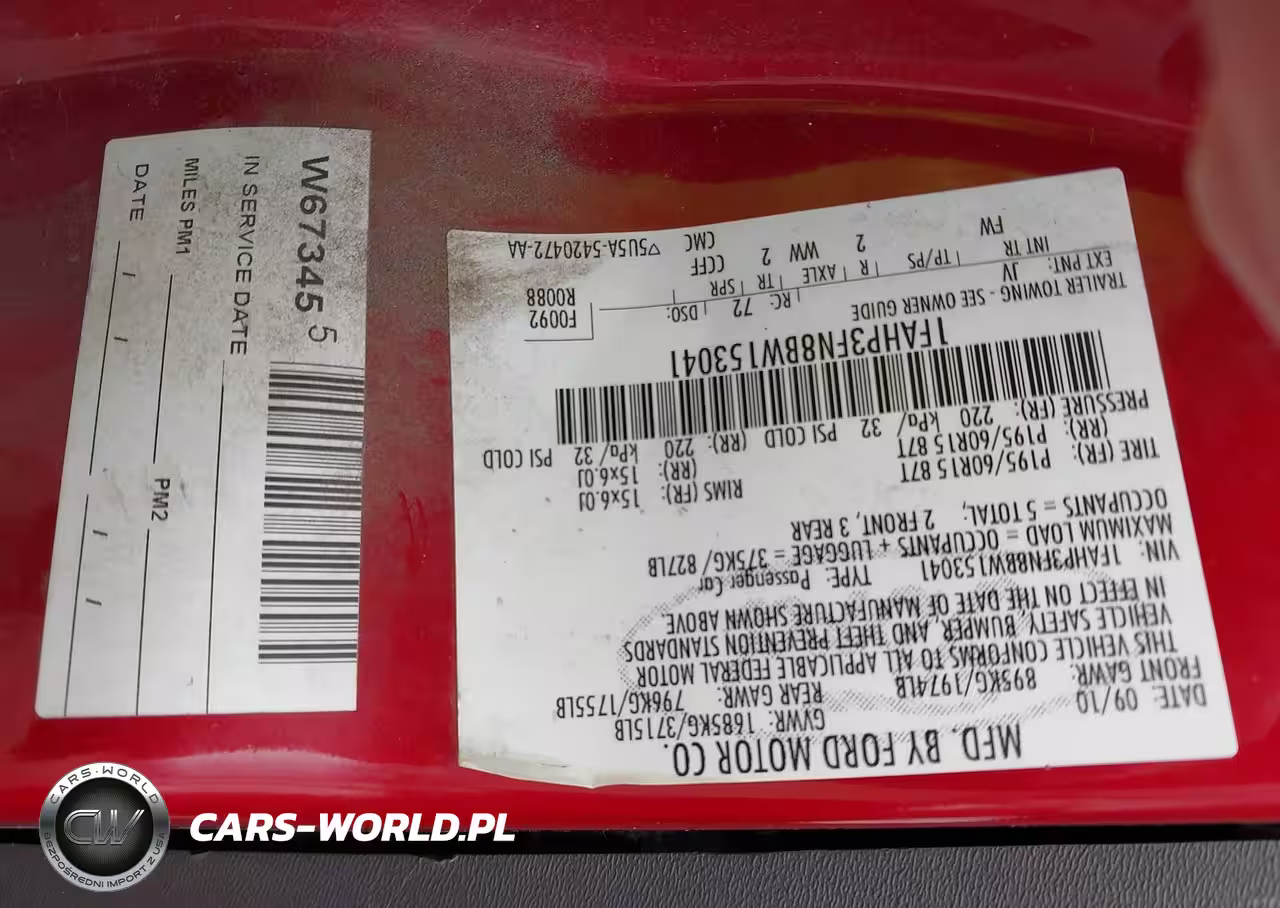 MFD. BY FORD MOTOR CO.
DATE: 09/10 GVWR: 1685KG/3715LB
FRONT GAWR: 895KG/1974LB REAR GAWR: 796KG/1755LB
THIS VEHICLE CONFORMS TO ALL APPLICABLE FEDERAL MOTOR
VEHICLE SAFETY, BUMPER, AND THEFT PREVENTION STANDARDS
IN EFFECT ON THE DATE OF MANUFACTURE SHOWN ABOVE.
VIN: 1FAHP3FN8BW153041 TYPE: Passenger Car
MAXIMUM LOAD = OCCUPANTS + LUGGAGE = 375KG/ 827LB
OCCUPANTS = 5 TOTAL; 2 FRONT, 3 REAR
TIRE (FR): P195/60R15 87T RIMS (FR): 15x6.0J
(RR): P195/60R15 87T (RR): 15x6.0J
PRESSURE (FR): 220 kPa/ 32 PSI COLD (RR): 220 kPa/ 32 PSI COLD
1FAHP3FN8BW153041
TRAILER TOWING - SEE OWNER GUIDE
EXT PNT: JV RC: 72 DSO: F0092
R0088
INT TR TP/PS R AXLE TR SPR
FW 2 WW 2 CCFF
CMC ▽5U5A-5420472-AA
W67345 5
IN SERVICE DATE
MILES PM1 PM2
DATE / / / /
CARS-WORLD
CW
BEZPOŚREDNI IMPORT Z USA
CARS-WORLD.PL